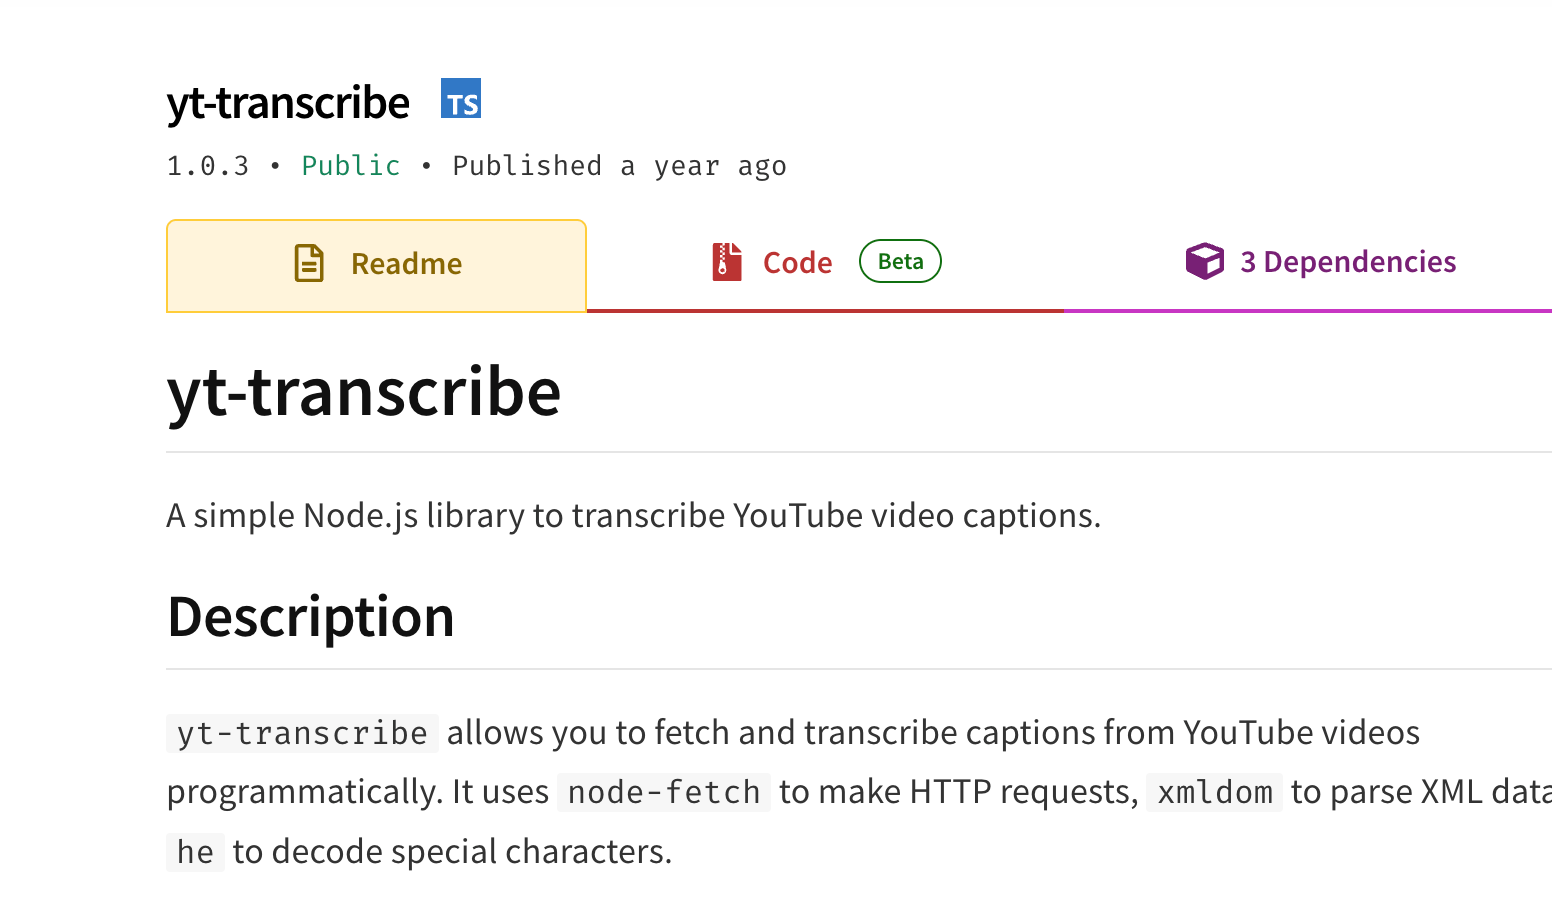 yt-transcribe TS
1.0.3 • Public • Published a year ago
Readme Code Beta 3 Dependencies
yt-transcribe
A simple Node.js library to transcribe YouTube video captions.
Description
yt-transcribe allows you to fetch and transcribe captions from YouTube videos
programmatically. It uses node-fetch to make HTTP requests, xmldom to parse XML data
he to decode special characters.